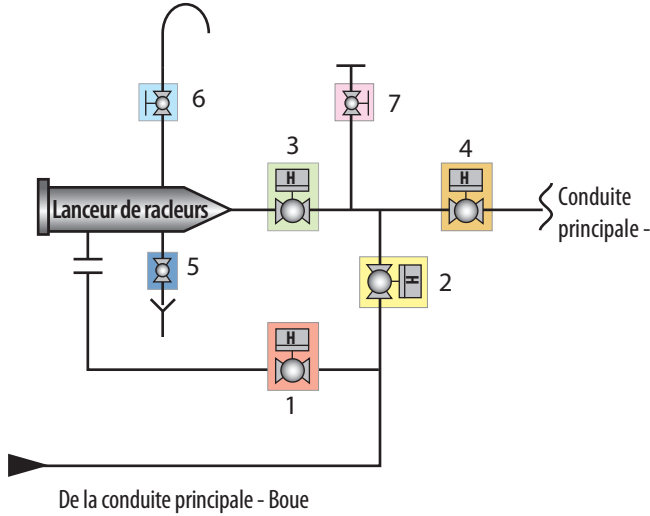 6
7
3
4
H
H
Lanceur de racleurs
Conduite
principale -
5
H
2
H
1
De la conduite principale - Boue